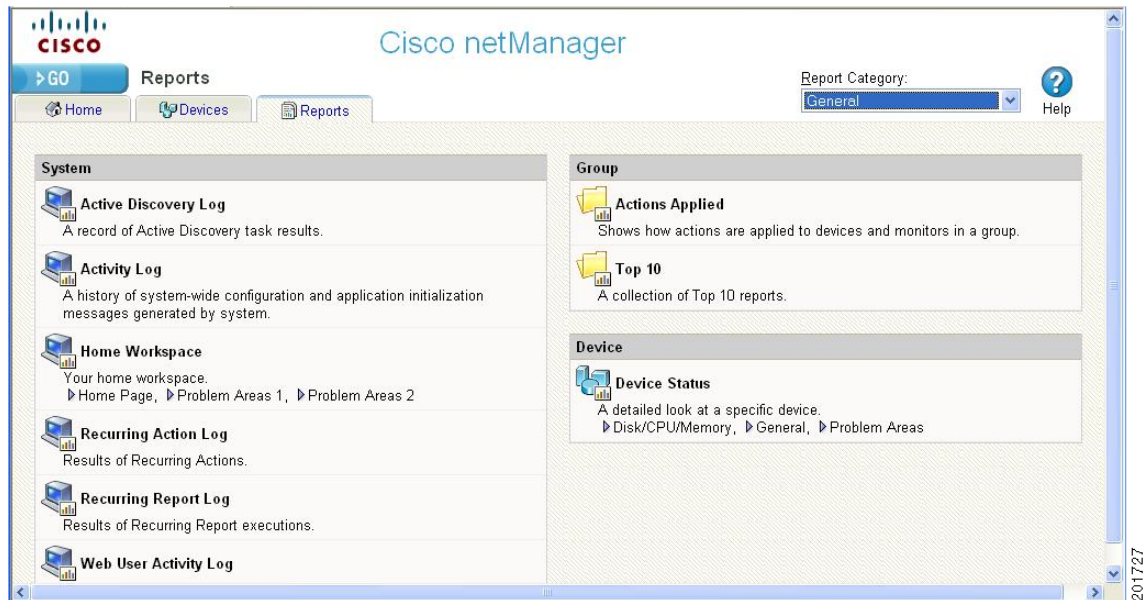 CISCO
Cisco netManager
GO
Reports
Report Category:
General
Help
Home
Devices
Reports
System
Active Discovery Log
A record of Active Discovery task results.
Activity Log
A history of system-wide configuration and application initialization
messages generated by system.
Home Workspace
Your home workspace.
Home Page, Problem Areas 1, Problem Areas 2
Recurring Action Log
Results of Recurring Actions.
Recurring Report Log
Results of Recurring Report executions.
Web User Activity Log
Group
Actions Applied
Shows how actions are applied to devices and monitors in a group.
Top 10
A collection of Top 10 reports.
Device
Device Status
A detailed look at a specific device.
Disk/CPU/Memory, General, Problem Areas
201727